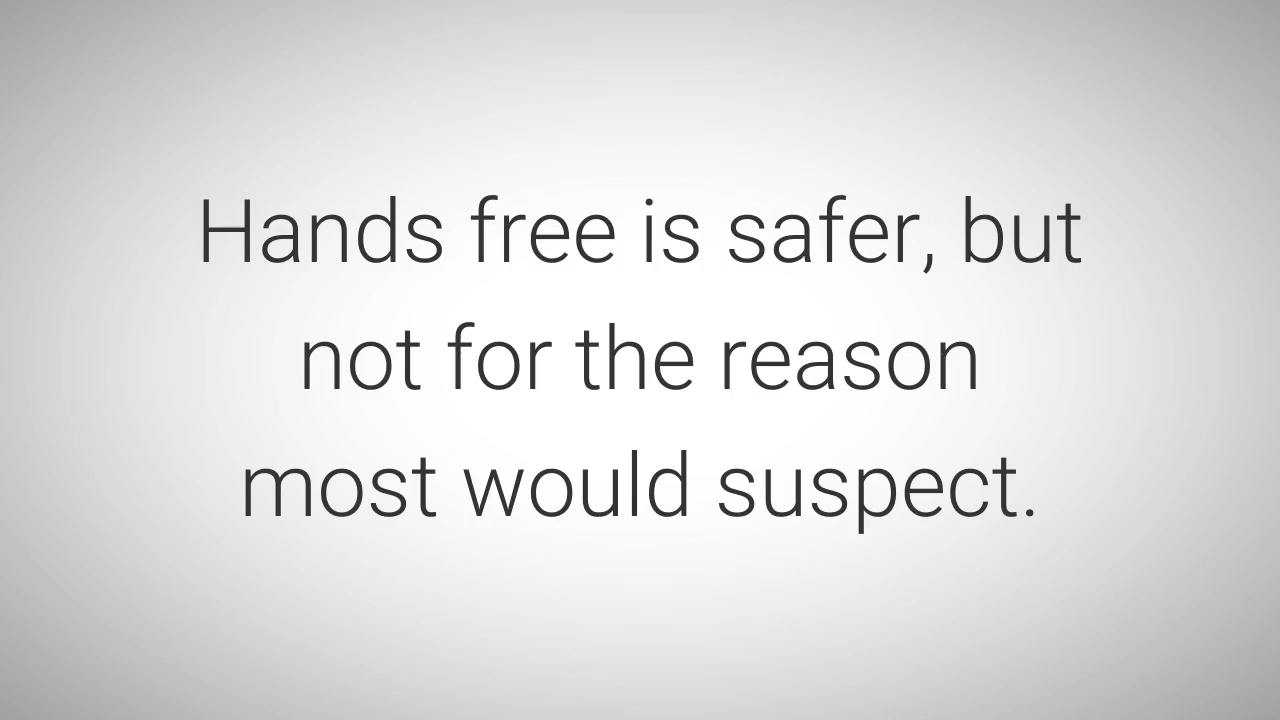 Hands free is safer, but
not for the reason
most would suspect.